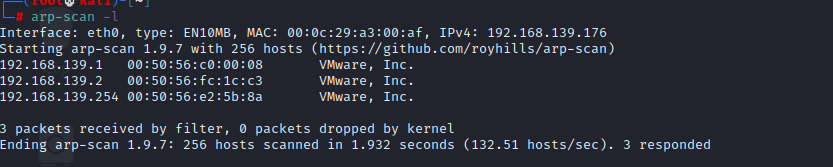 (root💀kali)-[~]
# arp-scan -l
Interface: eth0, type: EN10MB, MAC: 00:0c:29:a3:00:af, IPv4: 192.168.139.176
Starting arp-scan 1.9.7 with 256 hosts (https://github.com/royhills/arp-scan)
192.168.139.1 00:50:56:c0:00:08 VMware, Inc.
192.168.139.2 00:50:56:fc:1c:c3 VMware, Inc.
192.168.139.254 00:50:56:e2:5b:8a VMware, Inc.
3 packets received by filter, 0 packets dropped by kernel
Ending arp-scan 1.9.7: 256 hosts scanned in 1.932 seconds (132.51 hosts/sec). 3 responded